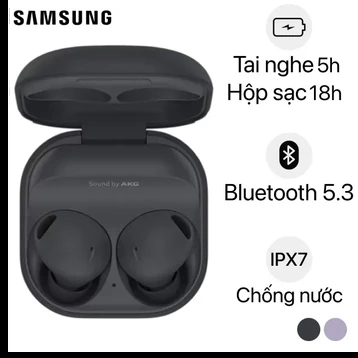 SAMSUNG
Tai nghe 5h
Hộp sạc 18h
Sound by AKG
Bluetooth 5.3
IPX7
Chống nước